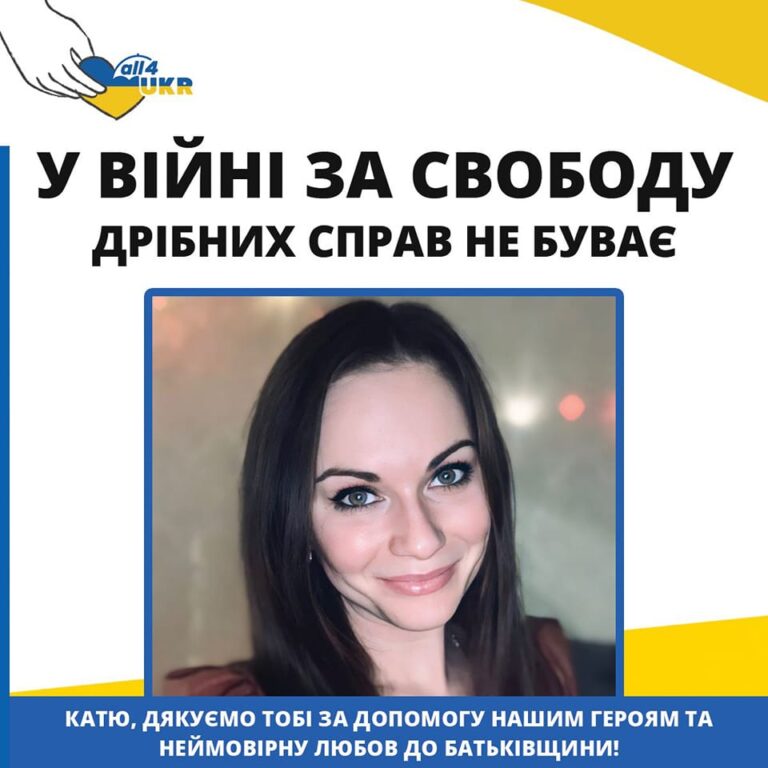 all4
UKR
У ВІЙНІ ЗА СВОБОДУ
ДРІБНИХ СПРАВ НЕ БУВАЄ
КАТЮ, ДЯКУЄМО ТОБІ ЗА ДОПОМОГУ НАШИМ ГЕРОЯМ ТА
НЕЙМОВІРНУ ЛЮБОВ ДО БАТЬКІВЩИНИ!